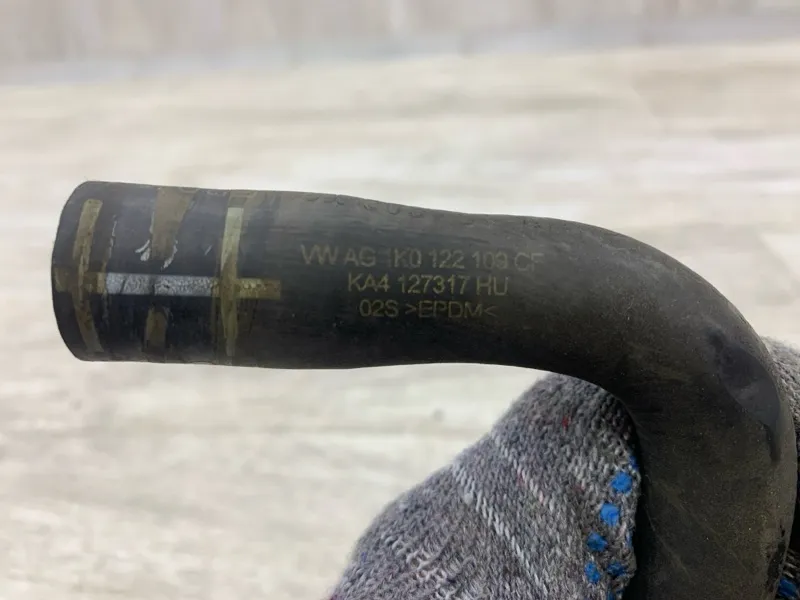 VW AG 1K0 122 109 CF
KA4 127317 HU
02S >EPDM<